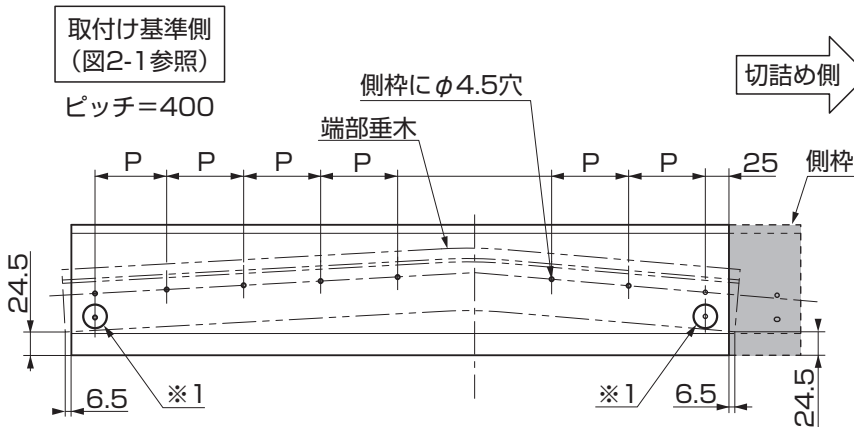 取付け基準側
（図2-1参照）
切詰め側
ピッチ＝400
側枠にφ4.5穴
端部垂木
P
P
P
P
P
P
25
側枠
24.5
6.5
※1
※1
6.5
24.5